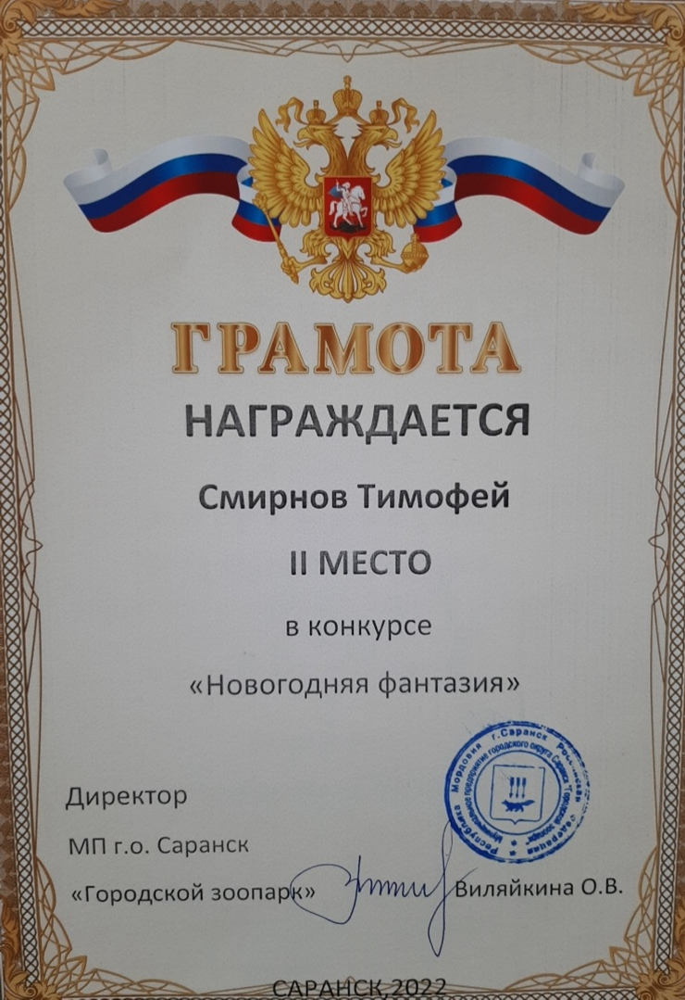 ГРАМОТА
НАГРАЖДАЕТСЯ
Смирнов Тимофей
II МЕСТО
в конкурсе
«Новогодняя фантазия»
Республика Мордовия г.Саранск Российская Федерация
Муниципальное предприятие городского округа Саранск "Городской зоопарк"
Директор
МП г.о. Саранск
«Городской зоопарк»
Виляйкина О.В.
САРАНСК,2022